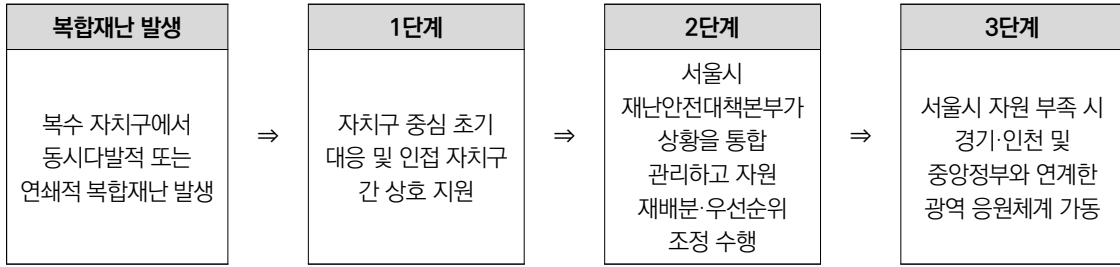 복합재난 발생
복수 자치구에서
동시다발적 또는
연쇄적 복합재난 발생
⇒
1단계
자치구 중심 초기
대응 및 인접 자치구
간 상호 지원
⇒
2단계
서울시
재난안전대책본부가
상황을 통합
관리하고 자원
재배분·우선순위
조정 수행
⇒
3단계
서울시 자원 부족 시
경기·인천 및
중앙정부와 연계한
광역 응원체계 가동